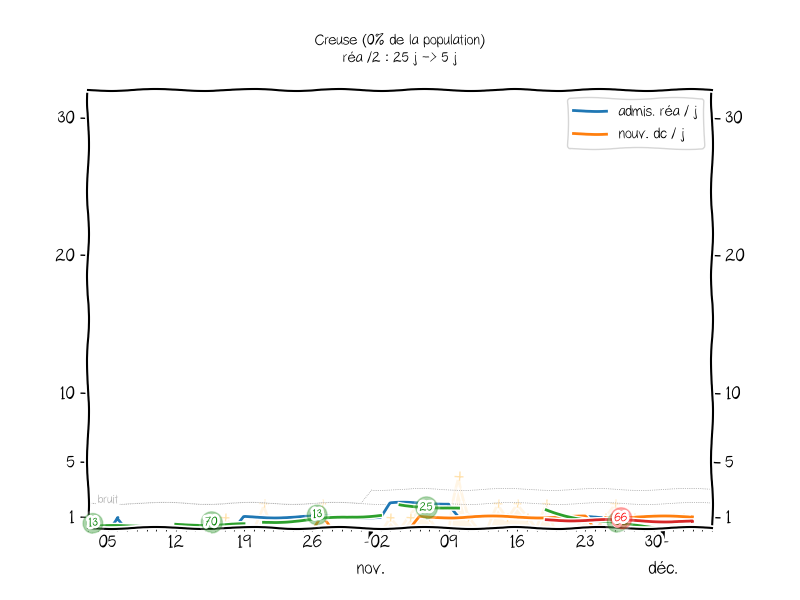 Creuse (0% de la population)
réa /2 : 25 j -> 5 j
admis. réa / j
nouv. dc / j
30
30
20
20
10
10
5
5
bruit
1
13
70
13
25
66
1
05 12 19 26 02 09 16 23 30
nov. déc.